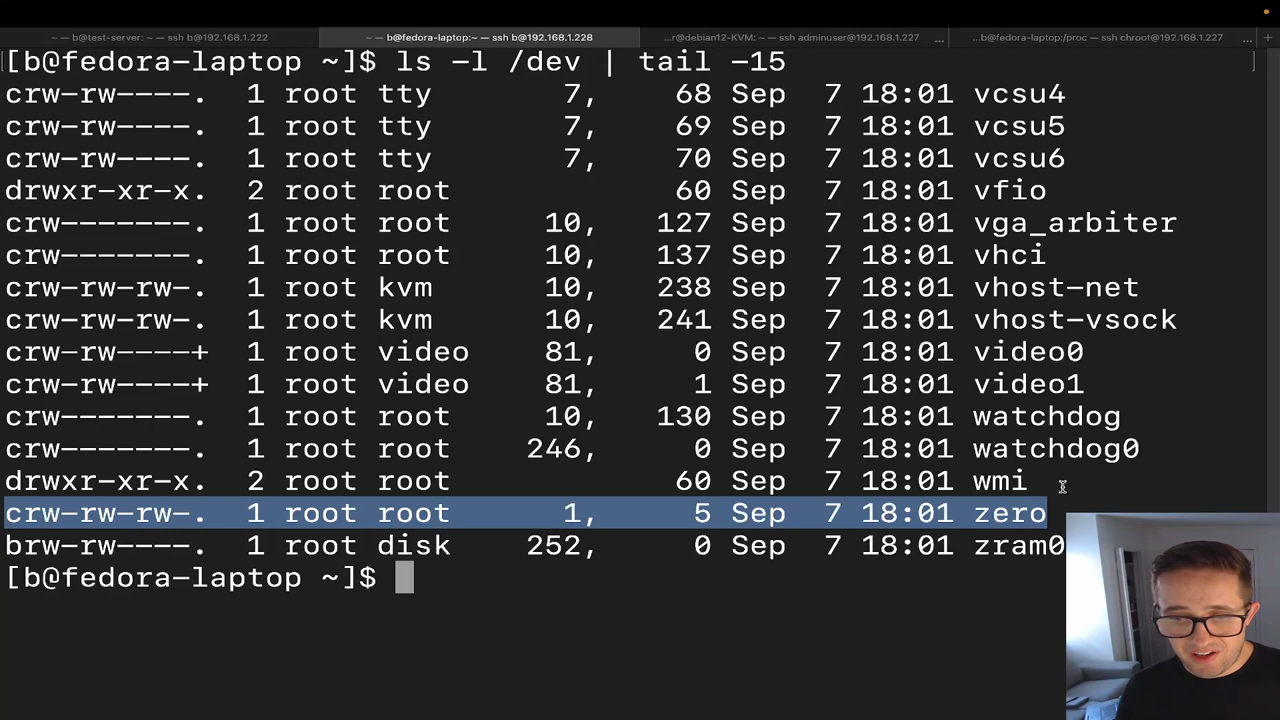 ~ — b@test-server: ~ — ssh b@192.168.1.222
~ — b@fedora-laptop:~ — ssh b@192.168.1.228
...r@debian12-KVM: ~ — ssh adminuser@192.168.1.227 ...
...p — b@fedora-laptop:/proc — ssh chroot@192.168.1.227 ...
[b@fedora-laptop ~]$ ls -l /dev | tail -15
crw-rw----. 1 root tty 7, 68 Sep 7 18:01 vcsu4
crw-rw----. 1 root tty 7, 69 Sep 7 18:01 vcsu5
crw-rw----. 1 root tty 7, 70 Sep 7 18:01 vcsu6
drwxr-xr-x. 2 root root 60 Sep 7 18:01 vfio
crw-------. 1 root root 10, 127 Sep 7 18:01 vga_arbiter
crw-------. 1 root root 10, 137 Sep 7 18:01 vhci
crw-rw-rw-. 1 root kvm 10, 238 Sep 7 18:01 vhost-net
crw-rw-rw-. 1 root kvm 10, 241 Sep 7 18:01 vhost-vsock
crw-rw----+ 1 root video 81, 0 Sep 7 18:01 video0
crw-rw----+ 1 root video 81, 1 Sep 7 18:01 video1
crw-------. 1 root root 10, 130 Sep 7 18:01 watchdog
crw-------. 1 root root 246, 0 Sep 7 18:01 watchdog0
drwxr-xr-x. 2 root root 60 Sep 7 18:01 wmi
crw-rw-rw-. 1 root root 1, 5 Sep 7 18:01 zero
brw-rw----. 1 root disk 252, 0 Sep 7 18:01 zram0
[b@fedora-laptop ~]$